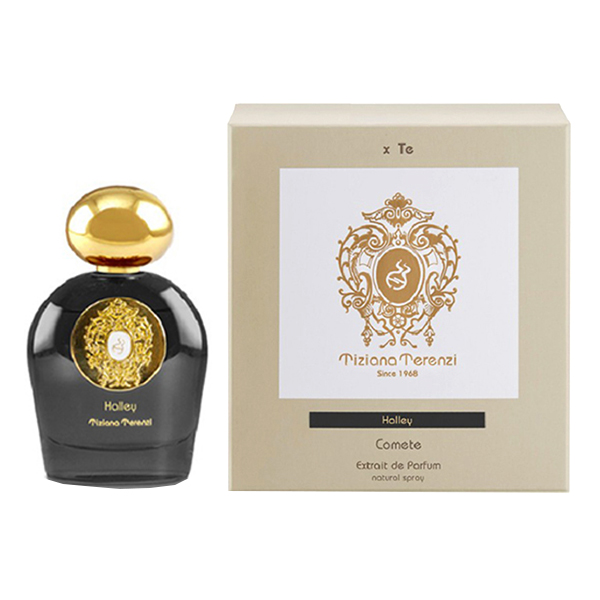 Halley
Tiziana Terenzi
x Te
Tiziana Terenzi
Since 1968
Halley
Comete
Extrait de Parfum
natural spray